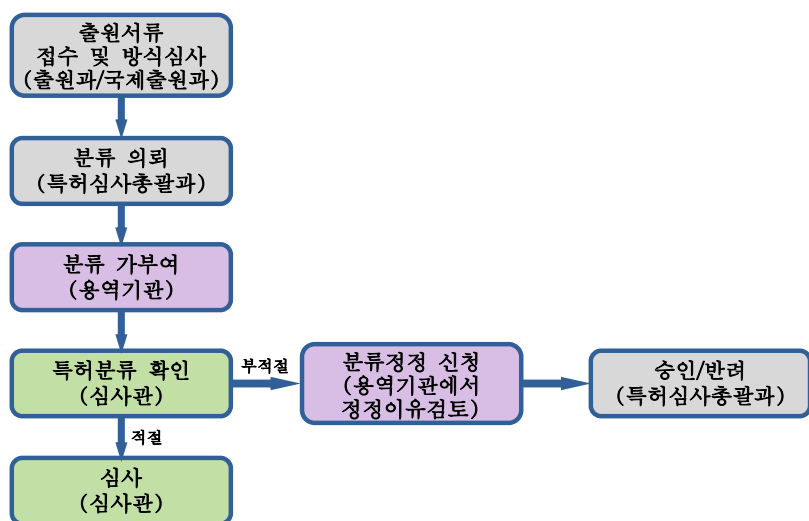 출원서류
접수 및 방식심사
(출원과/국제출원과)
분류 의뢰
(특허심사총괄과)
분류 가부여
(용역기관)
특허분류 확인
(심사관)
부적절
분류정정 신청
(용역기관에서
정정이유검토)
승인/반려
(특허심사총괄과)
적절
심사
(심사관)